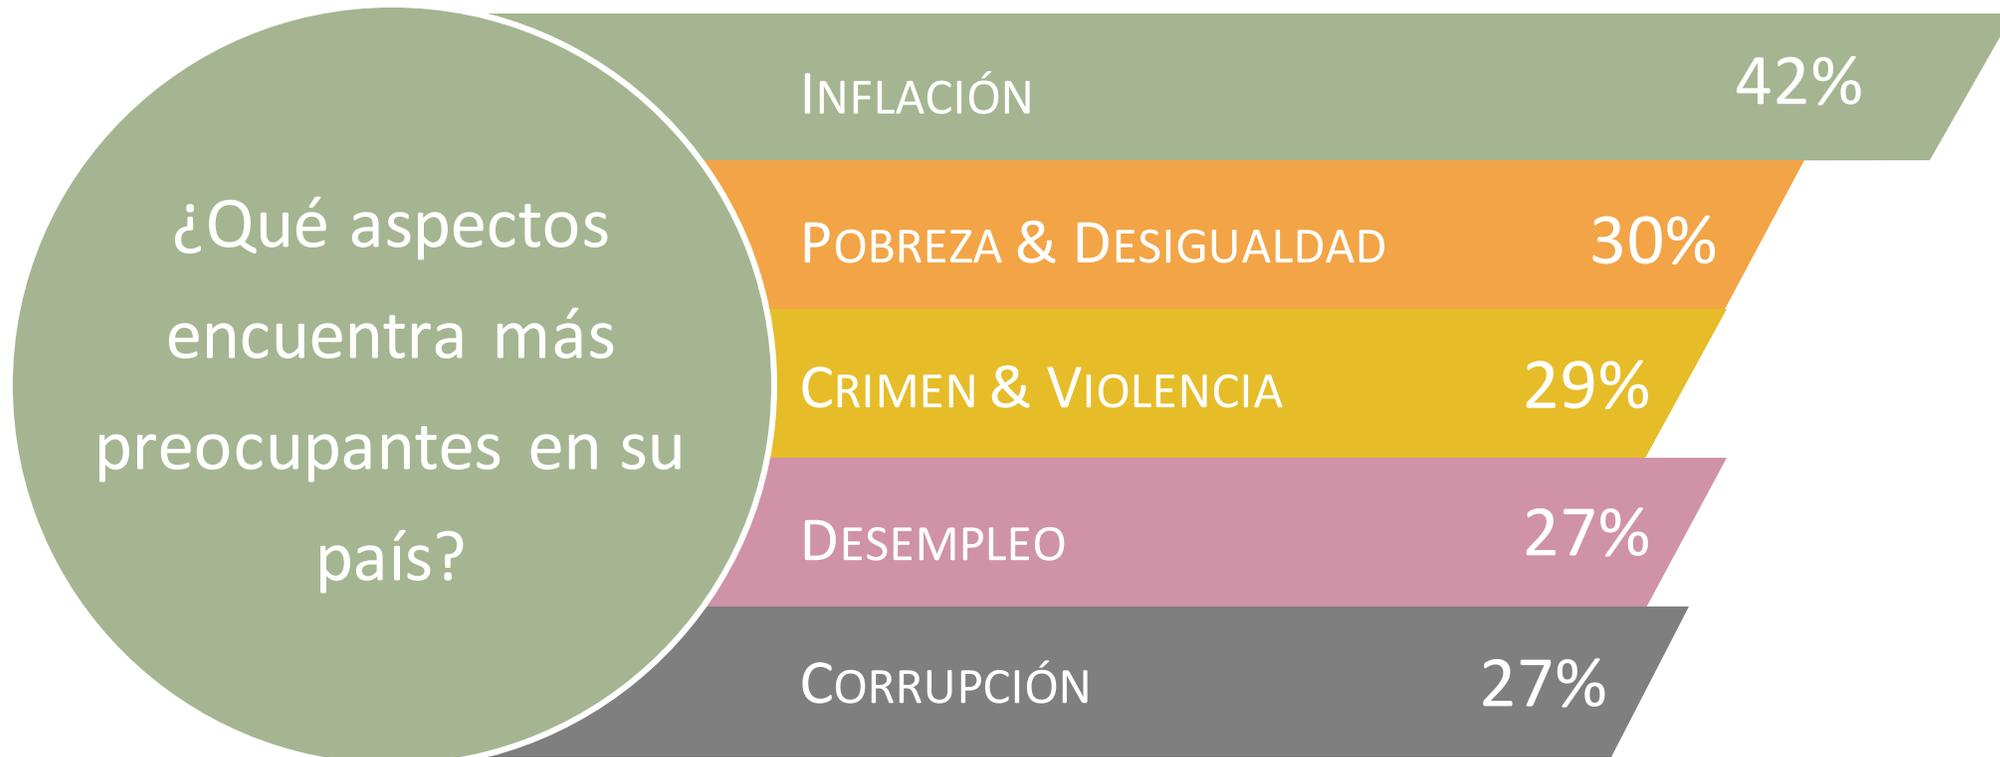 ¿Qué aspectos
encuentra más
preocupantes en su
país?
INFLACIÓN 42%
POBREZA & DESIGUALDAD 30%
CRIMEN & VIOLENCIA 29%
DESEMPLEO 27%
CORRUPCIÓN 27%